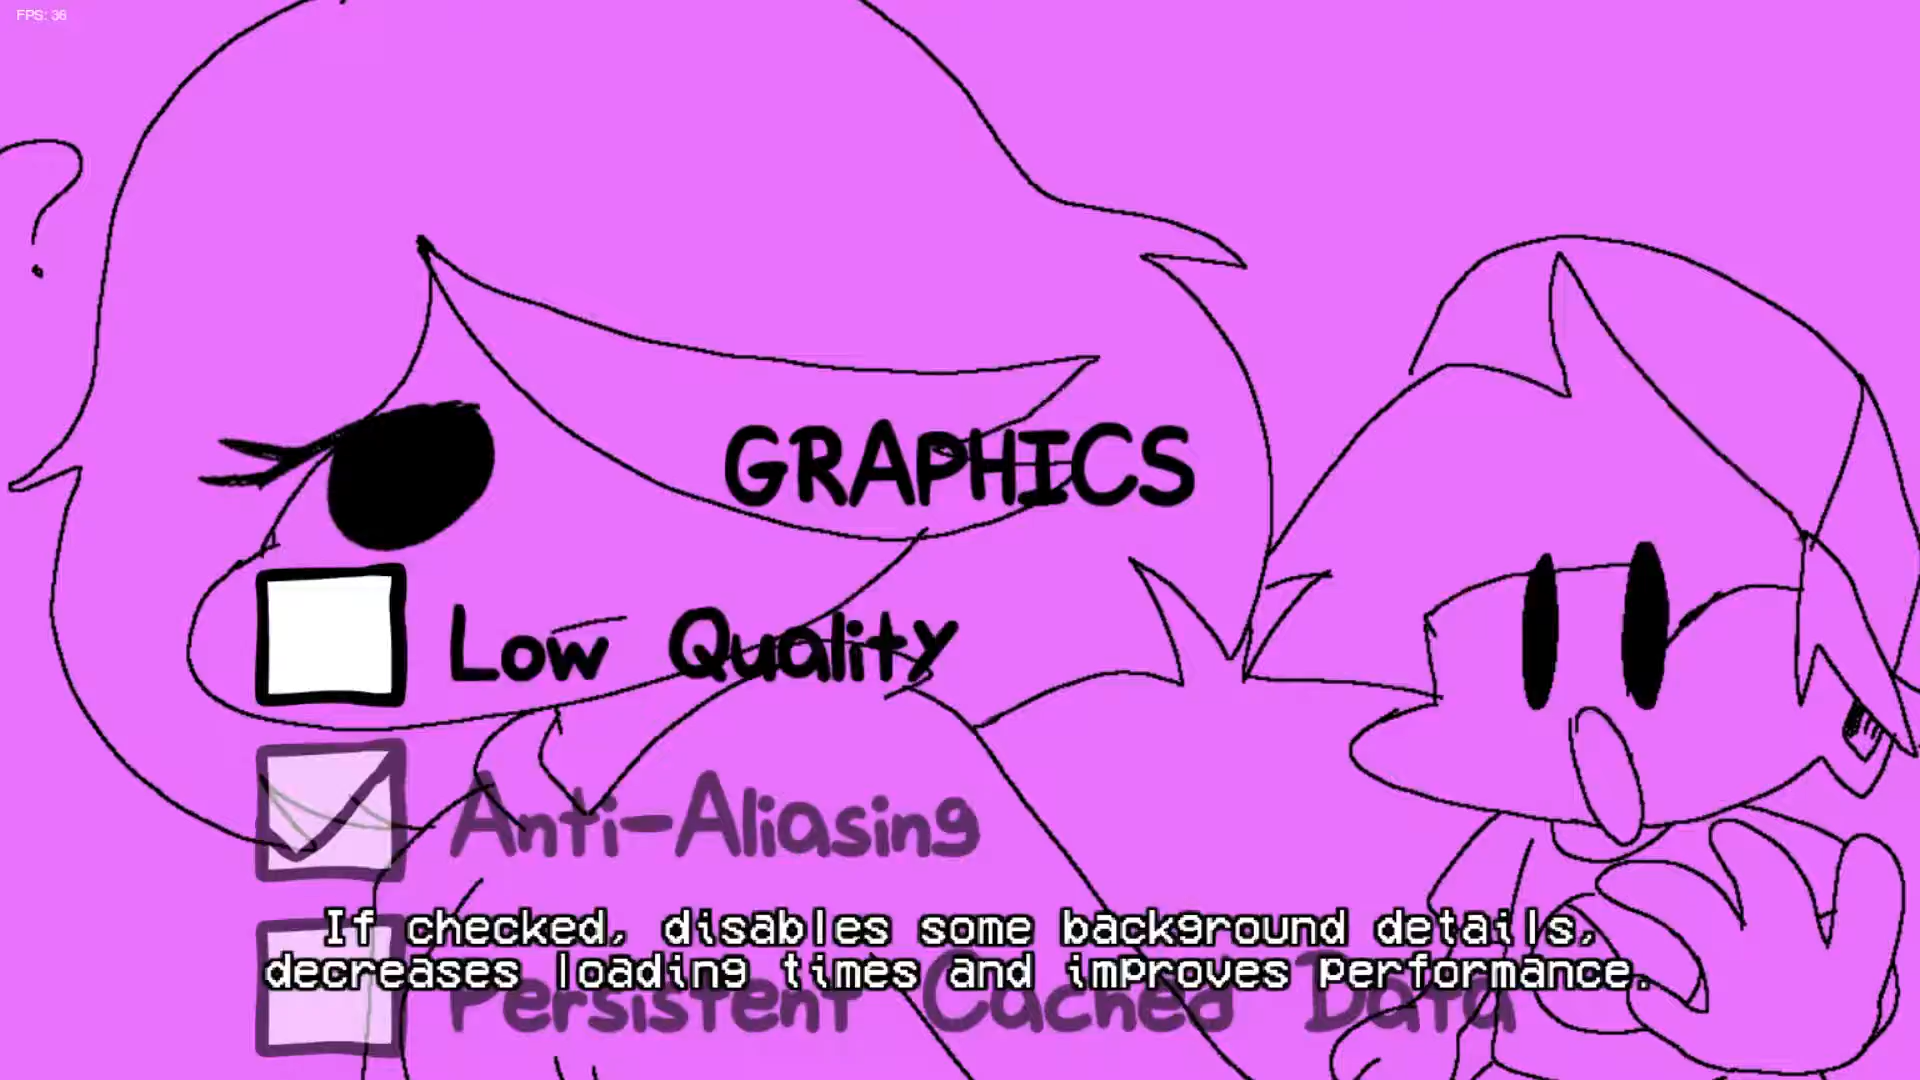 FPS: 36
?
GRAPHICS
Low Quality
Anti-Aliasing
If checked, disables some background details,
decreases loading times and improves performance.
Persistent Cached Data